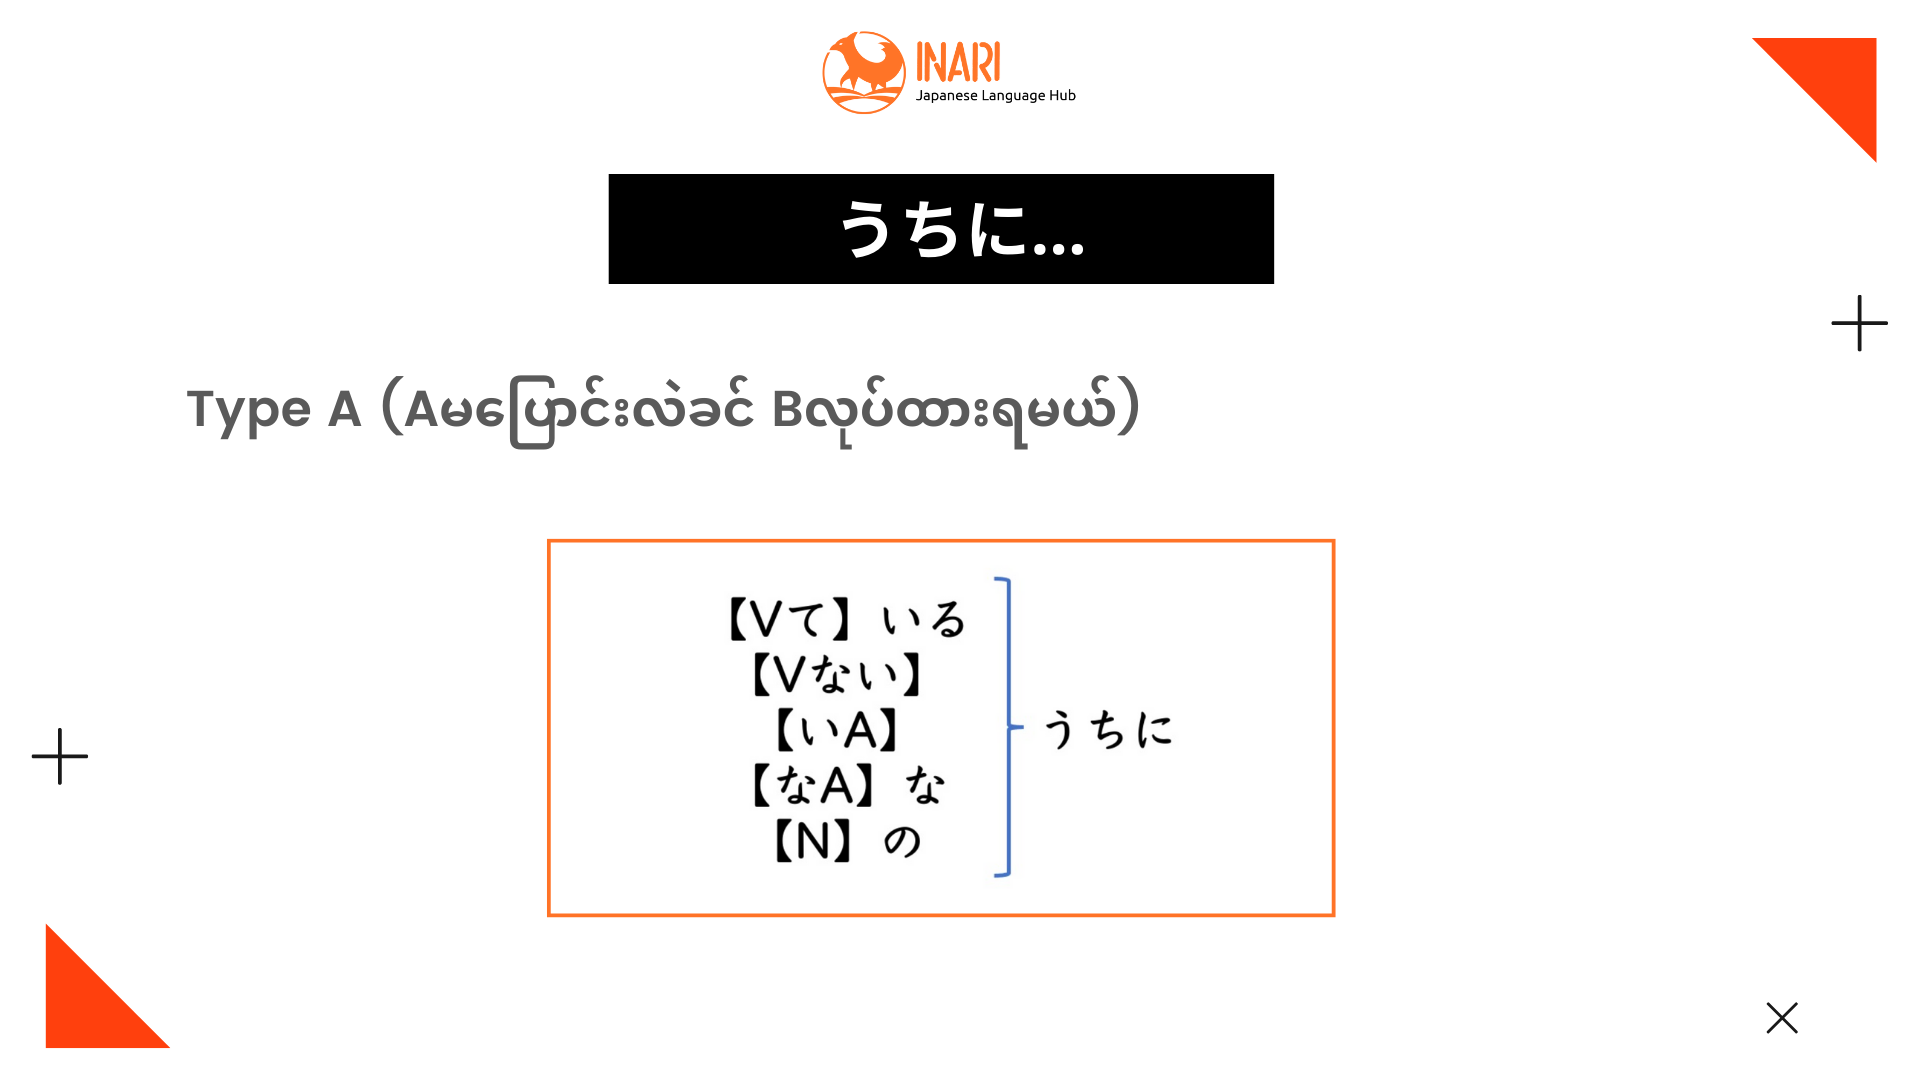 INARI
Japanese Language Hub
うちに...
Type A (Aမပြောင်းလဲခင် Bလုပ်ထားရမယ်)
【Vて】いる
【Vない】
【いA】
【なA】な
【N】の
うちに